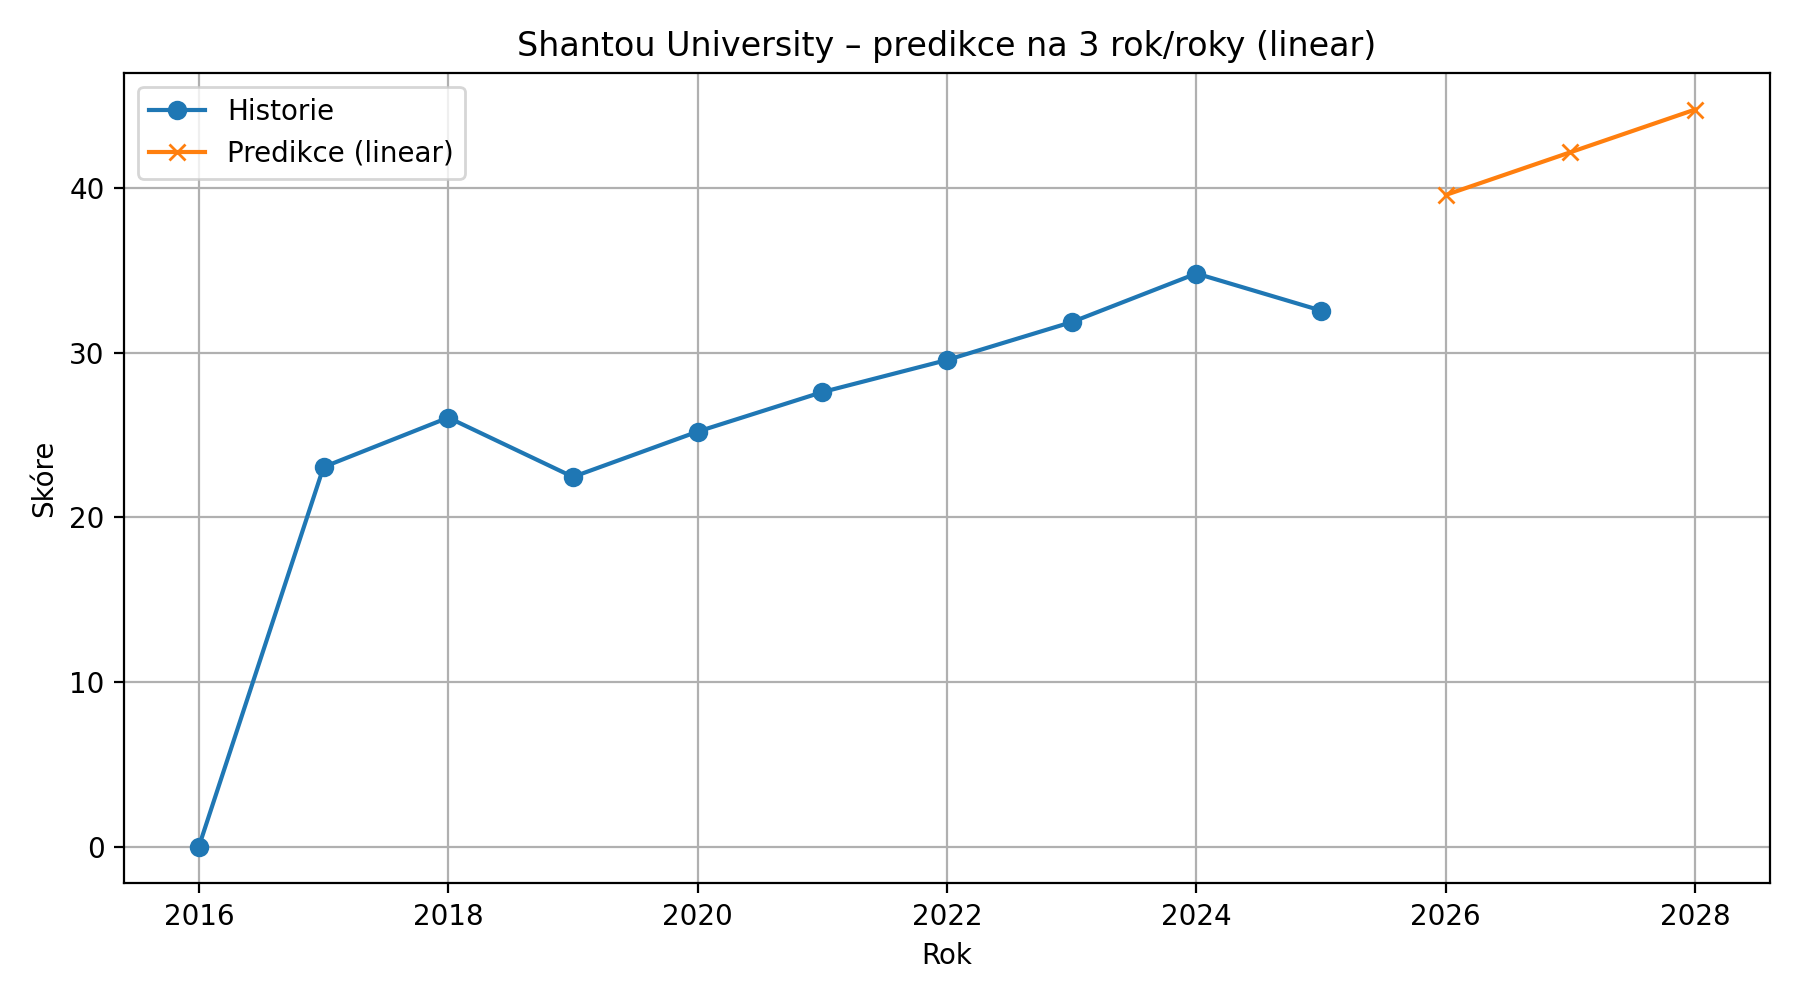 Shantou University – predikce na 3 rok/roky (linear)
Historie
Predikce (linear)
Skóre
40
30
20
10
0
2016 2018 2020 2022 2024 2026 2028
Rok